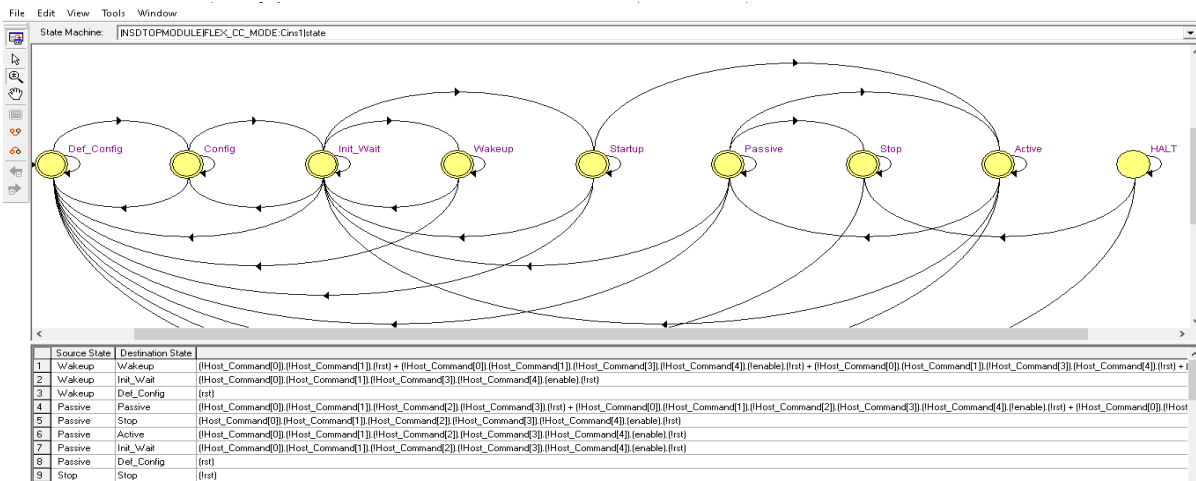 File Edit View Tools Window
State Machine: |NSDTOPMODULE|FLEX_CC_MODE:Cins1|state
Def_Config Config Init_Wait Wakeup Startup Passive Stop Active HALT
Source State Destination State
1 Wakeup Wakeup (!Host_Command[0]).(!Host_Command[1]).(!rst) + (!Host_Command[0]).(Host_Command[1]).(!Host_Command[3]).(!Host_Command[4]).(!enable).(!rst) + (!Host_Command[0]).(Host_Command[1]).(!Host_Command[3]).(Host_Command[4]).(!rst) +
2 Wakeup Init_Wait (!Host_Command[0]).(Host_Command[1]).(!Host_Command[3]).(!Host_Command[4]).(enable).(!rst)
3 Wakeup Def_Config (rst)
4 Passive Passive (!Host_Command[0]).(!Host_Command[1]).(!Host_Command[2]).(!Host_Command[3]).(!rst) + (!Host_Command[0]).(!Host_Command[1]).(!Host_Command[2]).(Host_Command[3]).(!Host_Command[4]).(!enable).(!rst) + (!Host_Command[0]).(!Host
5 Passive Stop (Host_Command[0]).(Host_Command[1]).(Host_Command[2]).(!Host_Command[3]).(!Host_Command[4]).(enable).(!rst)
6 Passive Active (!Host_Command[0]).(!Host_Command[1]).(!Host_Command[2]).(Host_Command[3]).(!Host_Command[4]).(enable).(!rst)
7 Passive Init_Wait (!Host_Command[0]).(Host_Command[1]).(!Host_Command[2]).(!Host_Command[3]).(!Host_Command[4]).(enable).(!rst)
8 Passive Def_Config (rst)
9 Stop Stop (!rst)